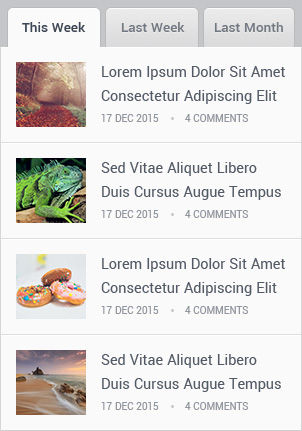 This Week Last Week Last Month
Lorem Ipsum Dolor Sit Amet
Consectetur Adipiscing Elit
17 DEC 2015 • 4 COMMENTS
Sed Vitae Aliquet Libero
Duis Cursus Augue Tempus
17 DEC 2015 • 4 COMMENTS
Lorem Ipsum Dolor Sit Amet
Consectetur Adipiscing Elit
17 DEC 2015 • 4 COMMENTS
Sed Vitae Aliquet Libero
Duis Cursus Augue Tempus
17 DEC 2015 • 4 COMMENTS